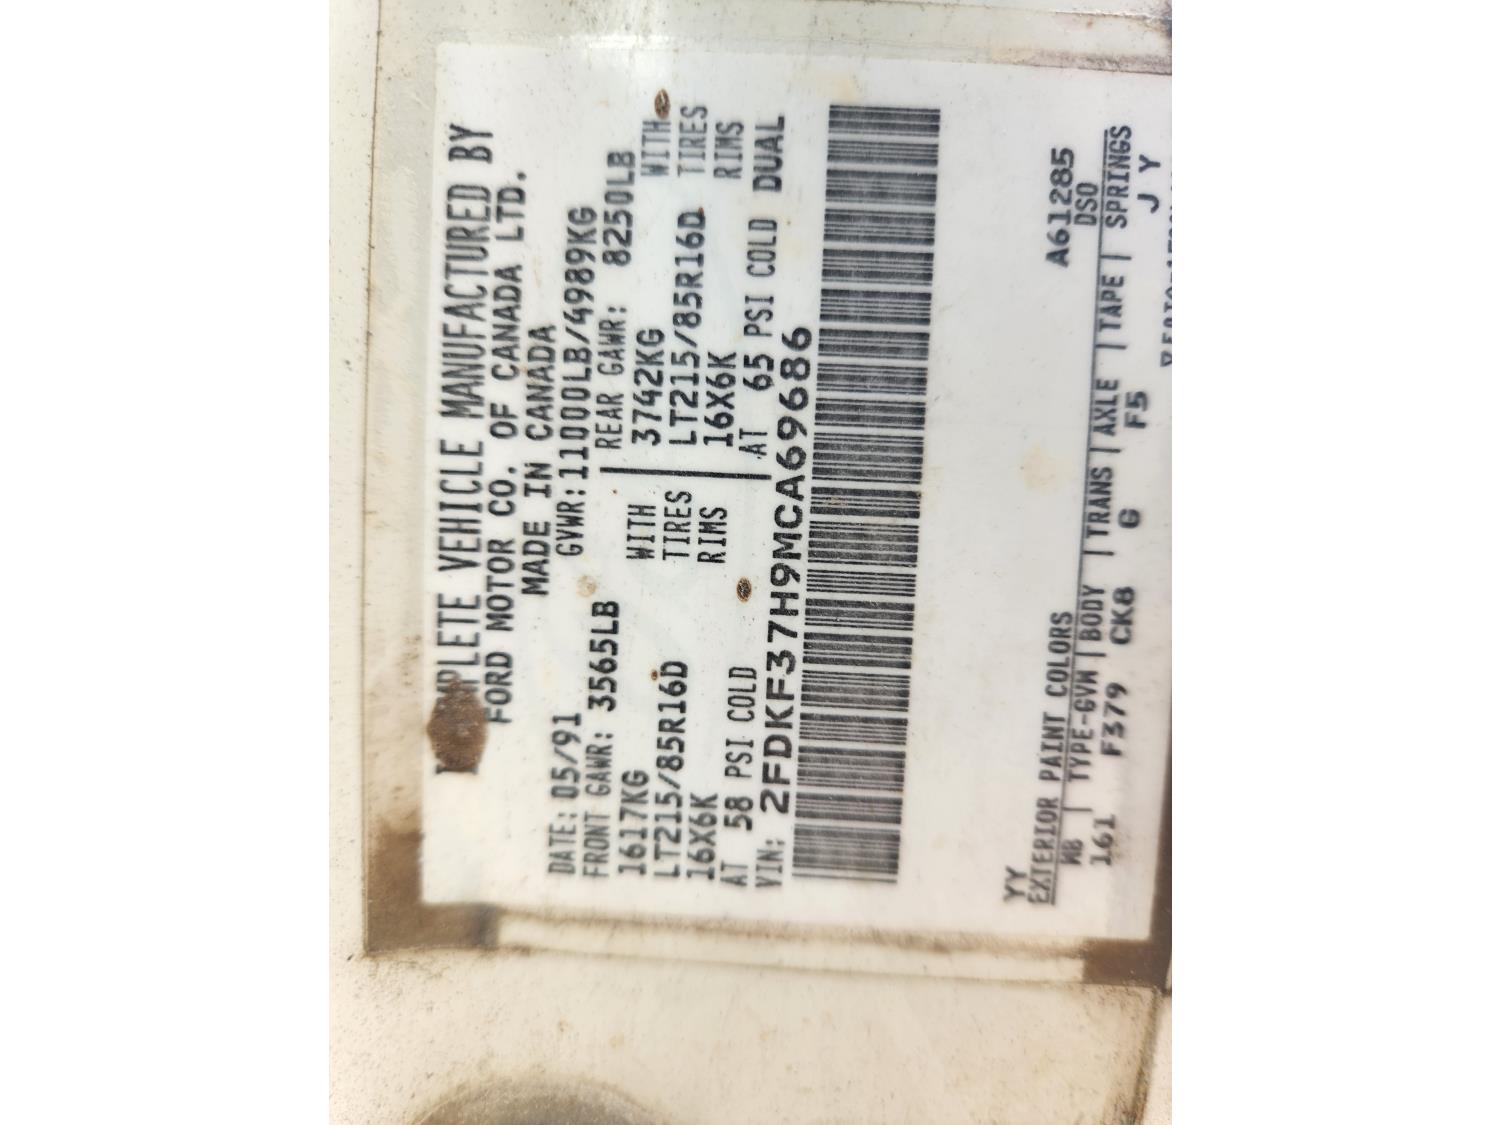 PLETE VEHICLE MANUFACTURED BY
FORD MOTOR CO. OF CANADA LTD.
MADE IN CANADA
DATE: 05/91 GVWR:11000LB/4989KG
FRONT GAWR: 3565LB REAR GAWR: 8250LB
1617KG WITH 3742KG WITH
LT215/85R16D TIRES LT215/85R16D TIRES
16X6K RIMS 16X6K RIMS
AT 58 PSI COLD AT 65 PSI COLD DUAL
VIN: 2FDKF37H9MCA69686
YY A61285
EXTERIOR PAINT COLORS DSO
WB | TYPE-GVW | BODY | TRANS | AXLE | TAPE | SPRINGS
161 F379 CK8 G F5 J Y